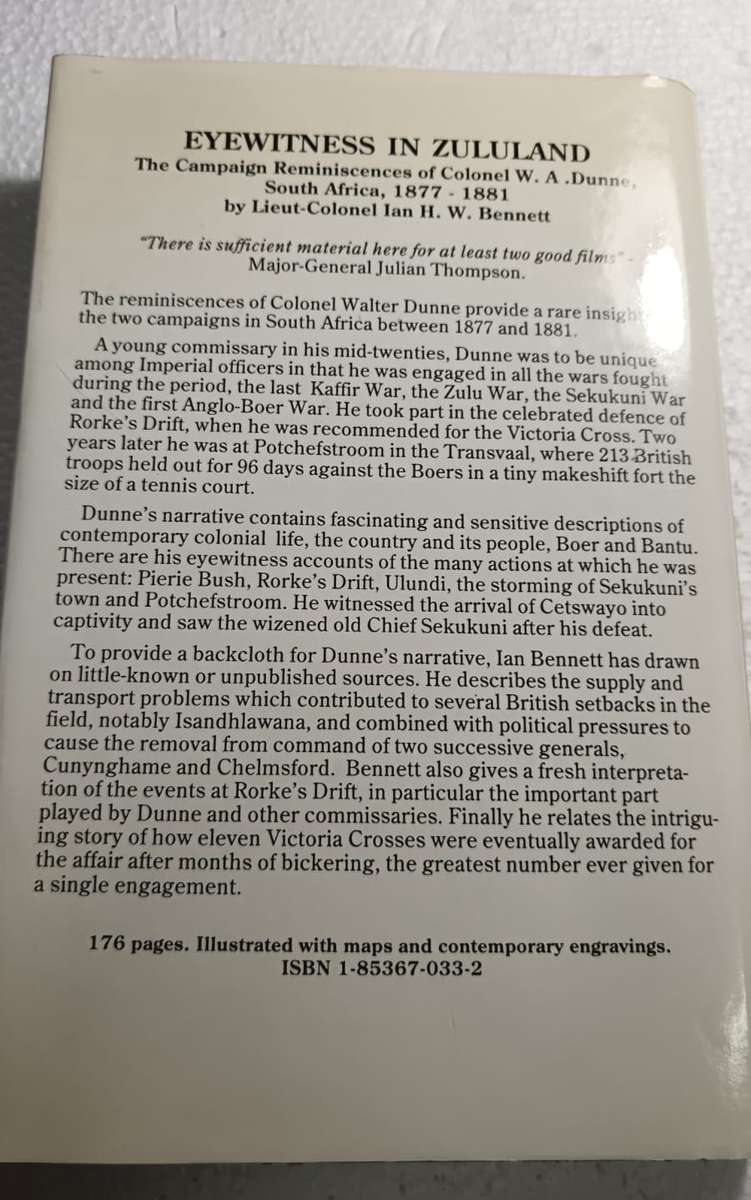 EYEWITNESS IN ZULULAND
The Campaign Reminiscences of Colonel W. A .Dunne,
South Africa, 1877 - 1881
by Lieut-Colonel Ian H. W. Bennett
"There is sufficient material here for at least two good films" -
Major-General Julian Thompson.
The reminiscences of Colonel Walter Dunne provide a rare insight
the two campaigns in South Africa between 1877 and 1881.
A young commissary in his mid-twenties, Dunne was to be unique
among Imperial officers in that he was engaged in all the wars fought
during the period, the last Kaffir War, the Zulu War, the Sekukuni War
and the first Anglo-Boer War. He took part in the celebrated defence of
Rorke's Drift, when he was recommended for the Victoria Cross. Two
years later he was at Potchefstroom in the Transvaal, where 213 British
troops held out for 96 days against the Boers in a tiny makeshift fort the
size of a tennis court.
Dunne's narrative contains fascinating and sensitive descriptions of
contemporary colonial life, the country and its people, Boer and Bantu.
There are his eyewitness accounts of the many actions at which he was
present: Pierie Bush, Rorke's Drift, Ulundi, the storming of Sekukuni's
town and Potchefstroom. He witnessed the arrival of Cetswayo into
captivity and saw the wizened old Chief Sekukuni after his defeat.
To provide a backcloth for Dunne's narrative, Ian Bennett has drawn
on little-known or unpublished sources. He describes the supply and
transport problems which contributed to several British setbacks in the
field, notably Isandhlawana, and combined with political pressures to
cause the removal from command of two successive generals,
Cunynghame and Chelmsford. Bennett also gives a fresh interpreta-
tion of the events at Rorke's Drift, in particular the important part
played by Dunne and other commissaries. Finally he relates the intrigu-
ing story of how eleven Victoria Crosses were eventually awarded for
the affair after months of bickering, the greatest number ever given for
a single engagement.
176 pages. Illustrated with maps and contemporary engravings.
ISBN 1-85367-033-2